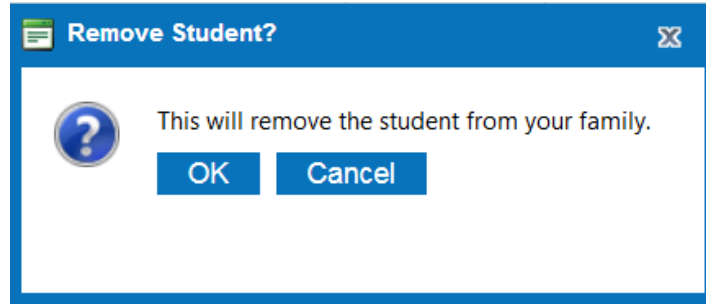 Remove Student?
This will remove the student from your family.
OK Cancel